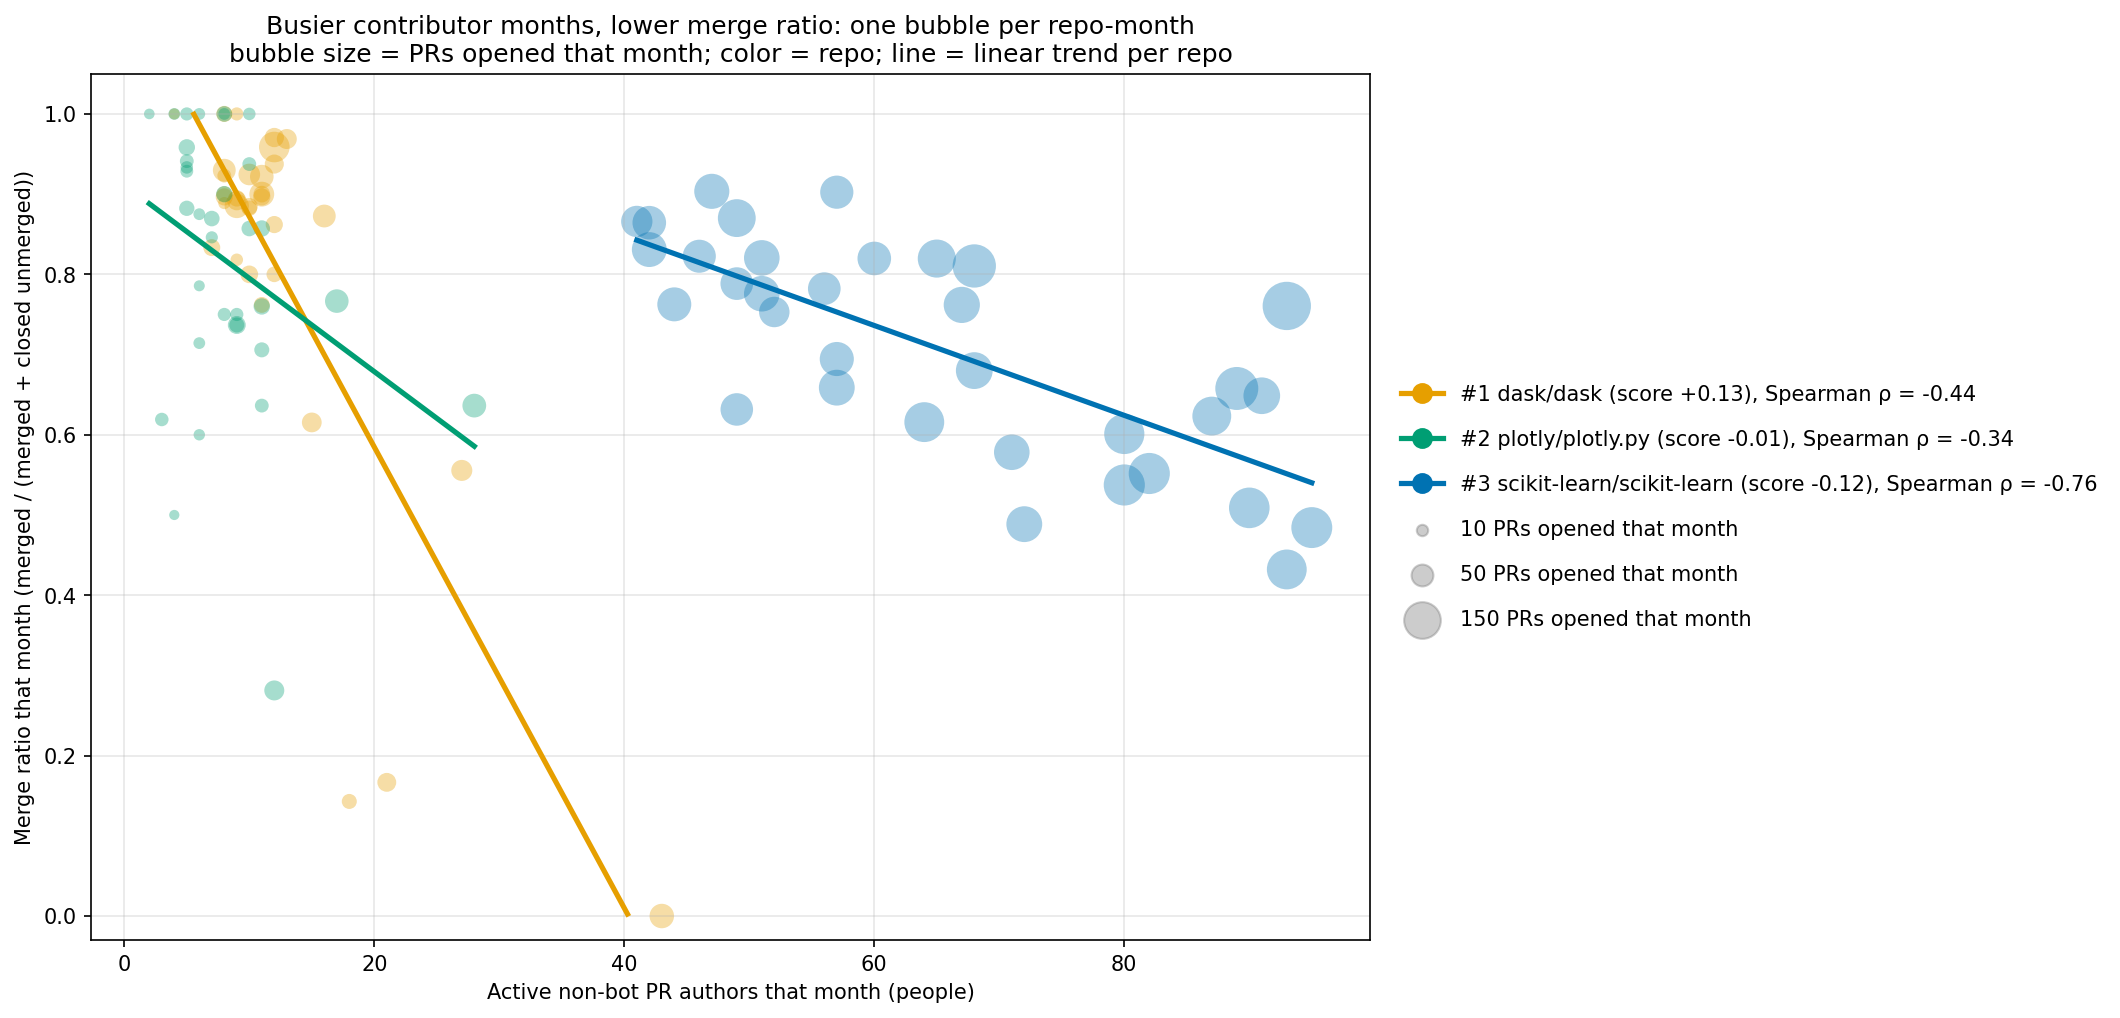 Busier contributor months, lower merge ratio: one bubble per repo-month
bubble size = PRs opened that month; color = repo; line = linear trend per repo
Merge ratio that month (merged / (merged + closed unmerged))
1.0
0.8
0.6
0.4
0.2
0.0
0
20
40
60
80
Active non-bot PR authors that month (people)
#1 dask/dask (score +0.13), Spearman ρ = -0.44
#2 plotly/plotly.py (score -0.01), Spearman ρ = -0.34
#3 scikit-learn/scikit-learn (score -0.12), Spearman ρ = -0.76
10 PRs opened that month
50 PRs opened that month
150 PRs opened that month